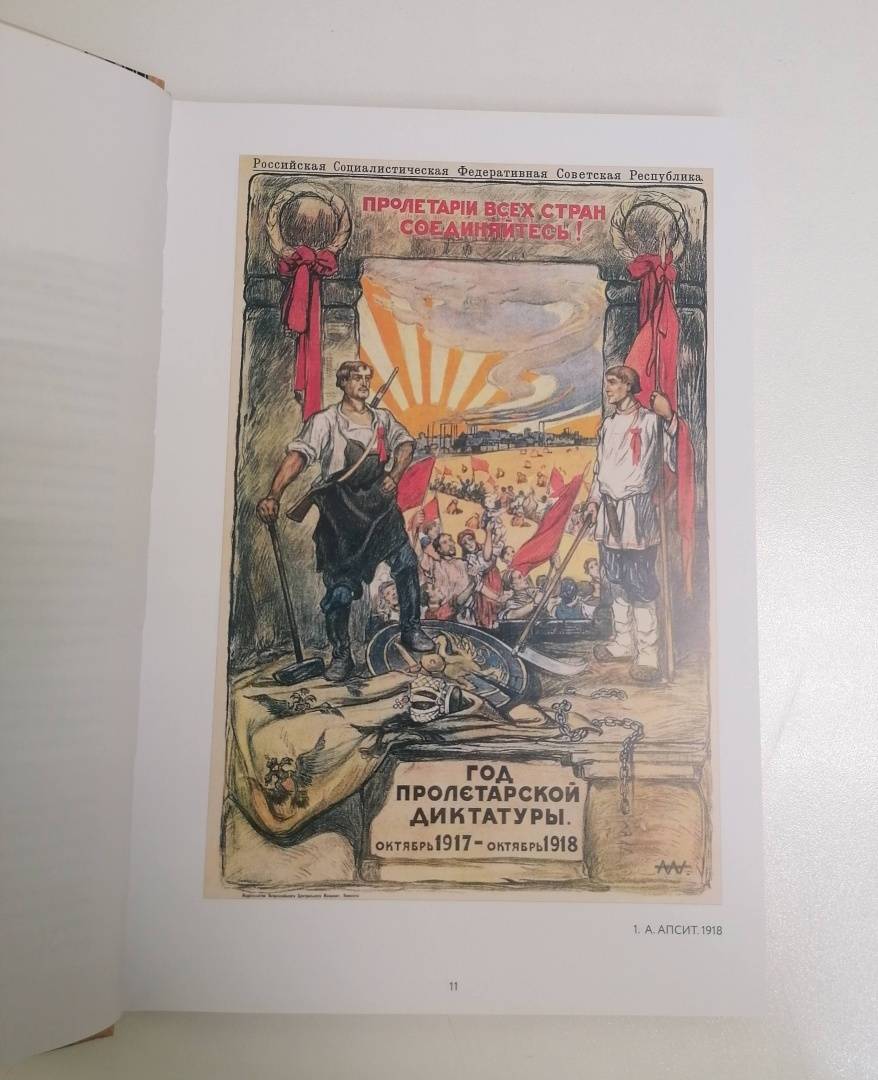 Российская Социалистическая Федеративная Советская Республика.
ПРОЛЕТАРІИ ВСЕХ СТРАН
СОЕДИНЯЙТЕСЬ!
ГОД
ПРОЛЕТАРСКОЙ
ДИКТАТУРЫ.
ОКТЯБРЬ 1917 – ОКТЯБРЬ 1918
1. А. АПСИТ. 1918
11